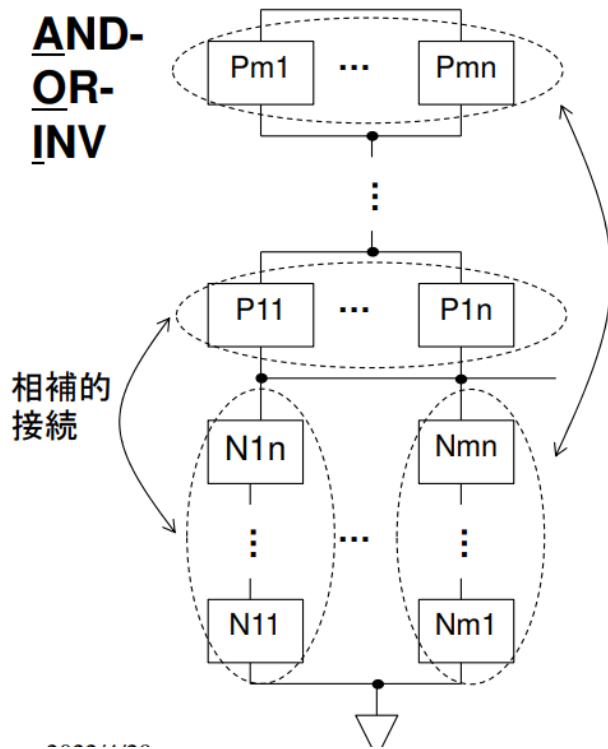 AND-
OR-
INV
Pm1 ... Pmn
P11 ... P1n
相補的
接続
N1n Nmn
...
N11 Nm1